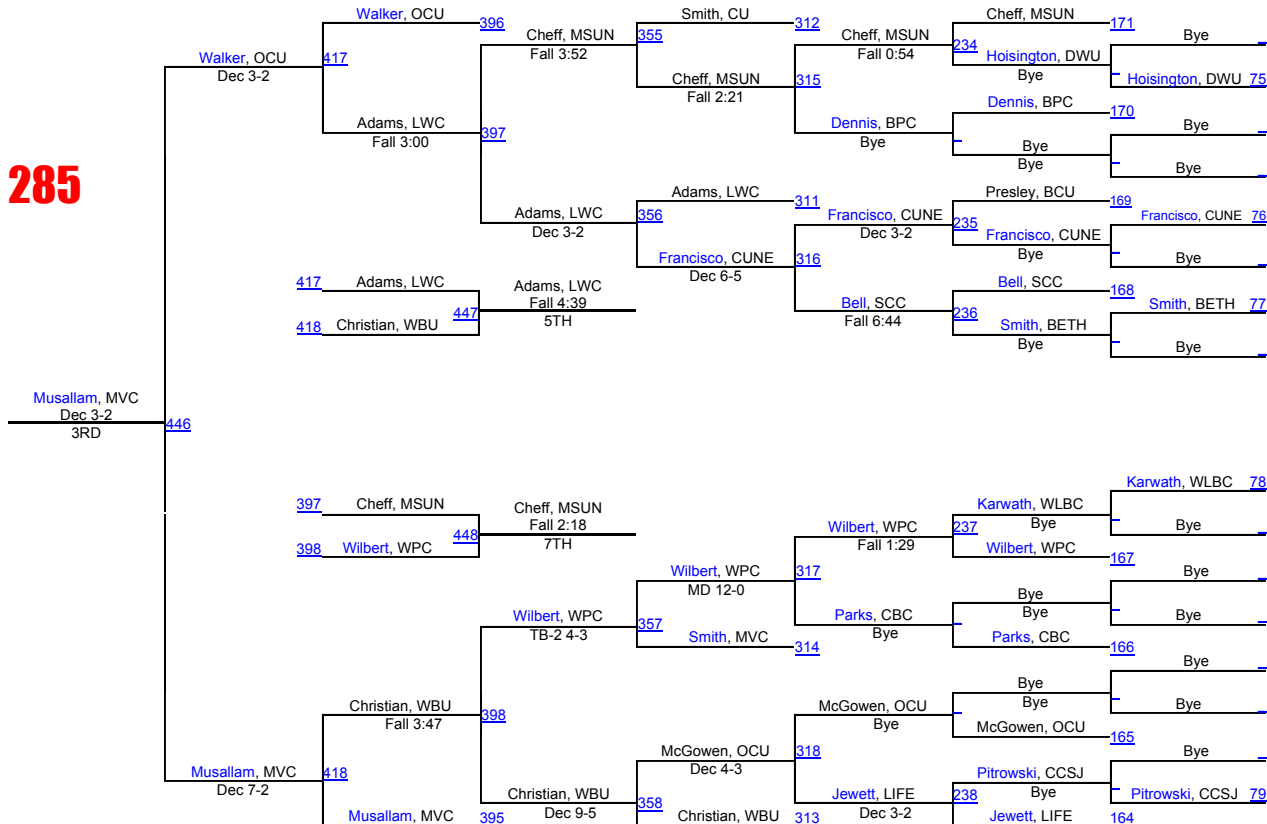 Walker, OCU
396
Smith, CU
312
Cheff, MSUN
171
Bye
Cheff, MSUN
Fall 3:52
355
Cheff, MSUN
Fall 0:54
234
Hoisington, DWU
Bye
Walker, OCU
Dec 3-2
417
Cheff, MSUN
Fall 2:21
315
Hoisington, DWU 75
Dennis, BPC
170
Adams, LWC
Fall 3:00
397
Dennis, BPC
Bye
Bye
Bye
Bye
Bye
285
Adams, LWC
311
Presley, BCU
169
Adams, LWC
Dec 3-2
356
Francisco, CUNE
Dec 3-2
235
Francisco, CUNE 76
Francisco, CUNE
Bye
Francisco, CUNE
Dec 6-5
316
Bye
417 Adams, LWC
Adams, LWC
Fall 4:39
5TH
447
418 Christian, WBU
Bell, SCC
168
Bell, SCC
Fall 6:44
236
Smith, BETH 77
Smith, BETH
Bye
Bye
Musallam, MVC
Dec 3-2
3RD
446
Karwath, WLBC 78
397 Cheff, MSUN
Cheff, MSUN
Fall 2:18
7TH
448
398 Wilbert, WPC
Karwath, WLBC
Bye
Wilbert, WPC
Fall 1:29
237
Bye
Wilbert, WPC
167
Wilbert, WPC
MD 12-0
317
Bye
Bye
Bye
Wilbert, WPC
TB-2 4-3
357
Parks, CBC
Bye
Bye
Smith, MVC
314
Parks, CBC
166
Bye
Bye
Bye
Christian, WBU
Fall 3:47
398
McGowen, OCU
Bye
Bye
McGowen, OCU
165
McGowen, OCU
Dec 4-3
318
Bye
Musallam, MVC
Dec 7-2
418
Pitrowski, CCSJ
Bye
Christian, WBU
Dec 9-5
358
Jewett, LIFE
Dec 3-2
238
Pitrowski, CCSJ 79
Musallam, MVC
395
Christian, WBU
313
Jewett, LIFE
164